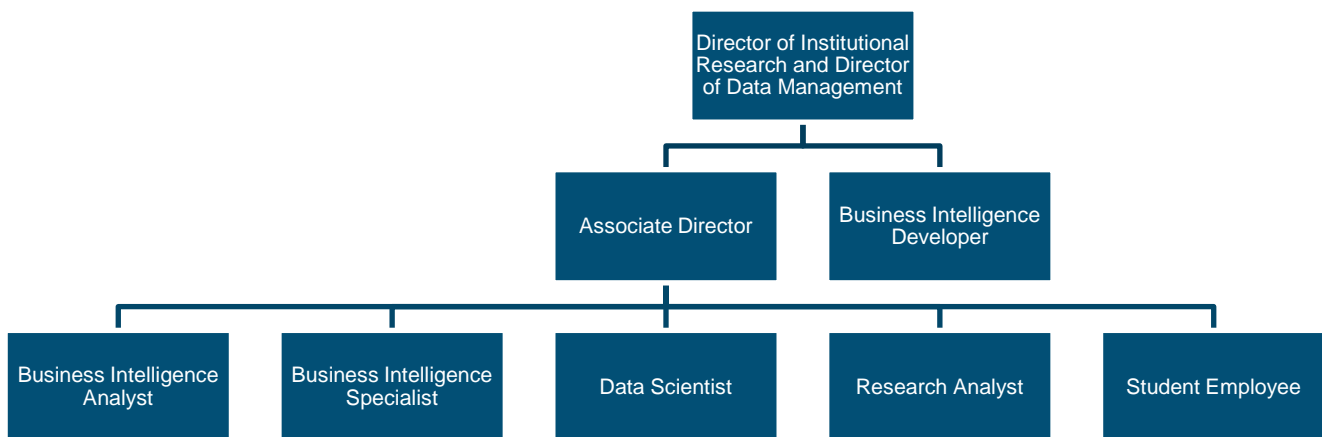 Director of Institutional
Research and Director
of Data Management
Associate Director
Business Intelligence
Developer
Business Intelligence
Analyst
Business Intelligence
Specialist
Data Scientist
Research Analyst
Student Employee